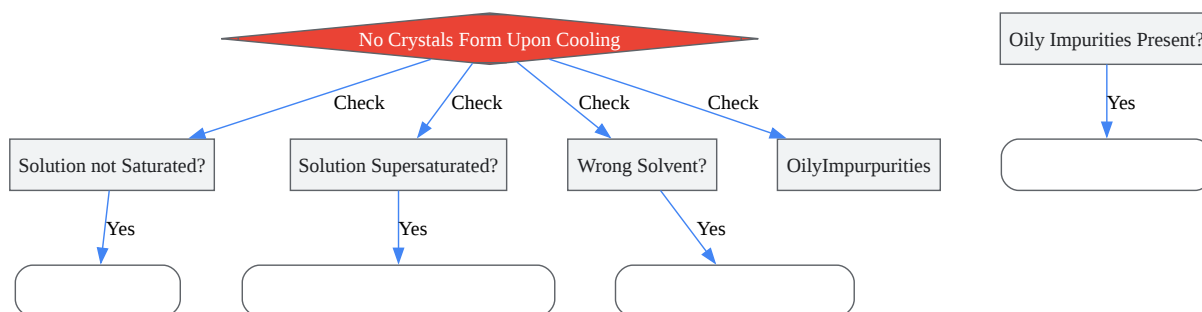 No Crystals Form Upon Cooling
Oily Impurities Present?
Check
Check
Check
Check
Yes
Solution not Saturated?
Solution Supersaturated?
Wrong Solvent?
OilyImpurpurities
Yes
Yes
Yes